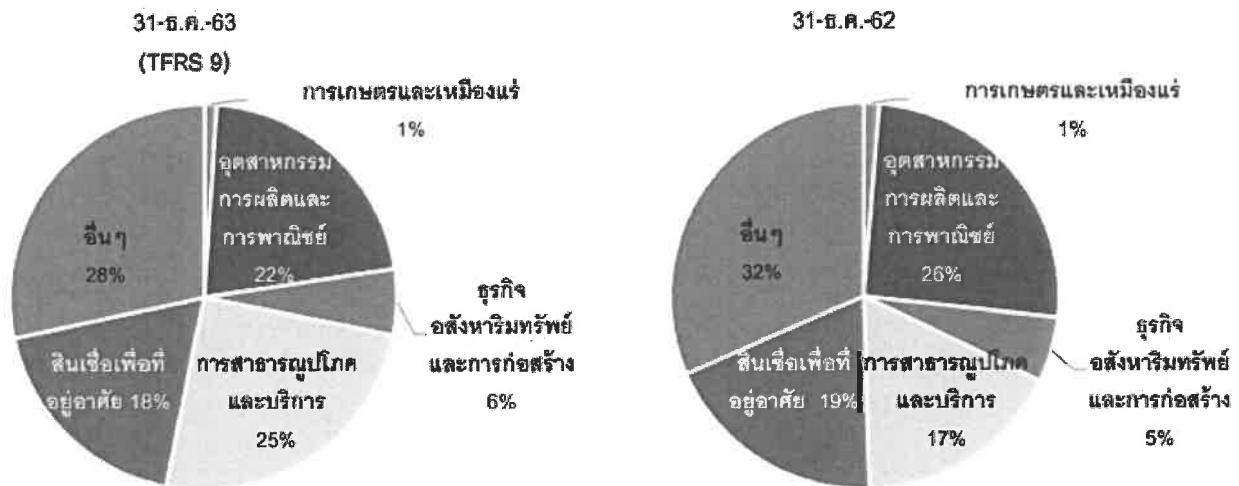 31-ธ.ค.-63
(TFRS 9)
การเกษตรและเหมืองแร่
1%
อุตสาหกรรม
การผลิตและ
การพาณิชย์
22%
อื่นๆ
28%
ธุรกิจ
อสังหาริมทรัพย์
และการก่อสร้าง
6%
สินเชื่อเพื่อที่
อยู่อาศัย 18%
การสาธารณูปโภค
และบริการ
25%
31-ธ.ค.-62
การเกษตรและเหมืองแร่
1%
อุตสาหกรรม
การผลิตและ
การพาณิชย์
26%
อื่นๆ
32%
ธุรกิจ
อสังหาริมทรัพย์
และการก่อสร้าง
5%
สินเชื่อเพื่อที่
อยู่อาศัย 19%
การสาธารณูปโภค
และบริการ
17%